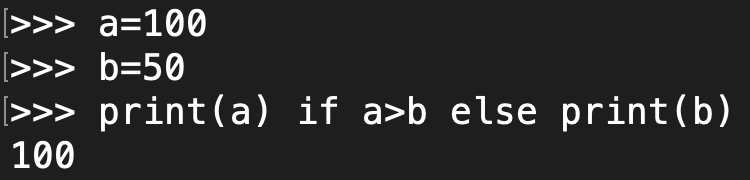 >>> a=100
>>> b=50
>>> print(a) if a>b else print(b)
100